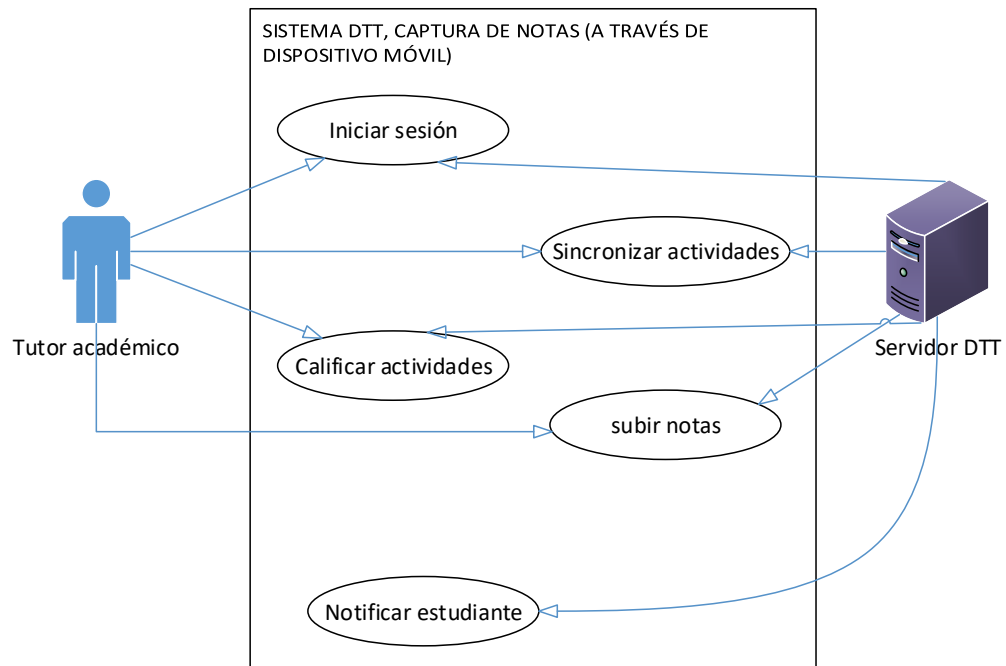 SISTEMA DTT, CAPTURA DE NOTAS (A TRAVÉS DE
DISPOSITIVO MÓVIL)
Iniciar sesión
Sincronizar actividades
Tutor académico
Servidor DTT
Calificar actividades
subir notas
Notificar estudiante